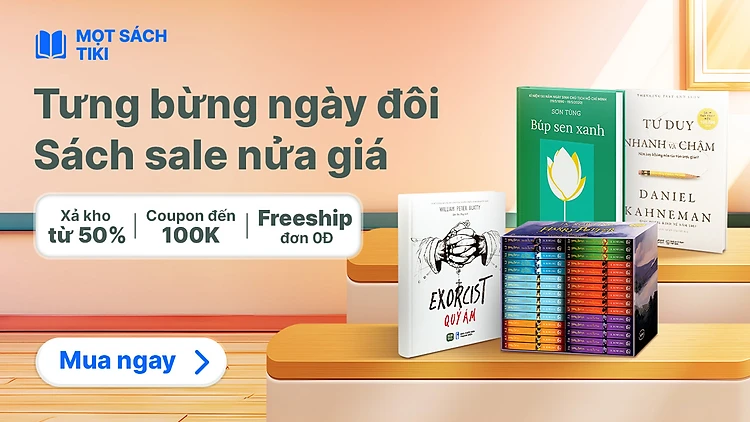 MỌT SÁCH
TIKI
Tưng bừng ngày đôi
Sách sale nửa giá
Xả kho
từ 50%
Coupon đến
100K
Freeship
đơn 0Đ
Mua ngay
SƠN TÙNG
Búp sen xanh
TƯ DUY
NHANH VÀ CHẬM
DANIEL
KAHNEMAN
WILLIAM PETER BLATTY
EXORCIST
QUỶ ÁM
HARRY POTTER